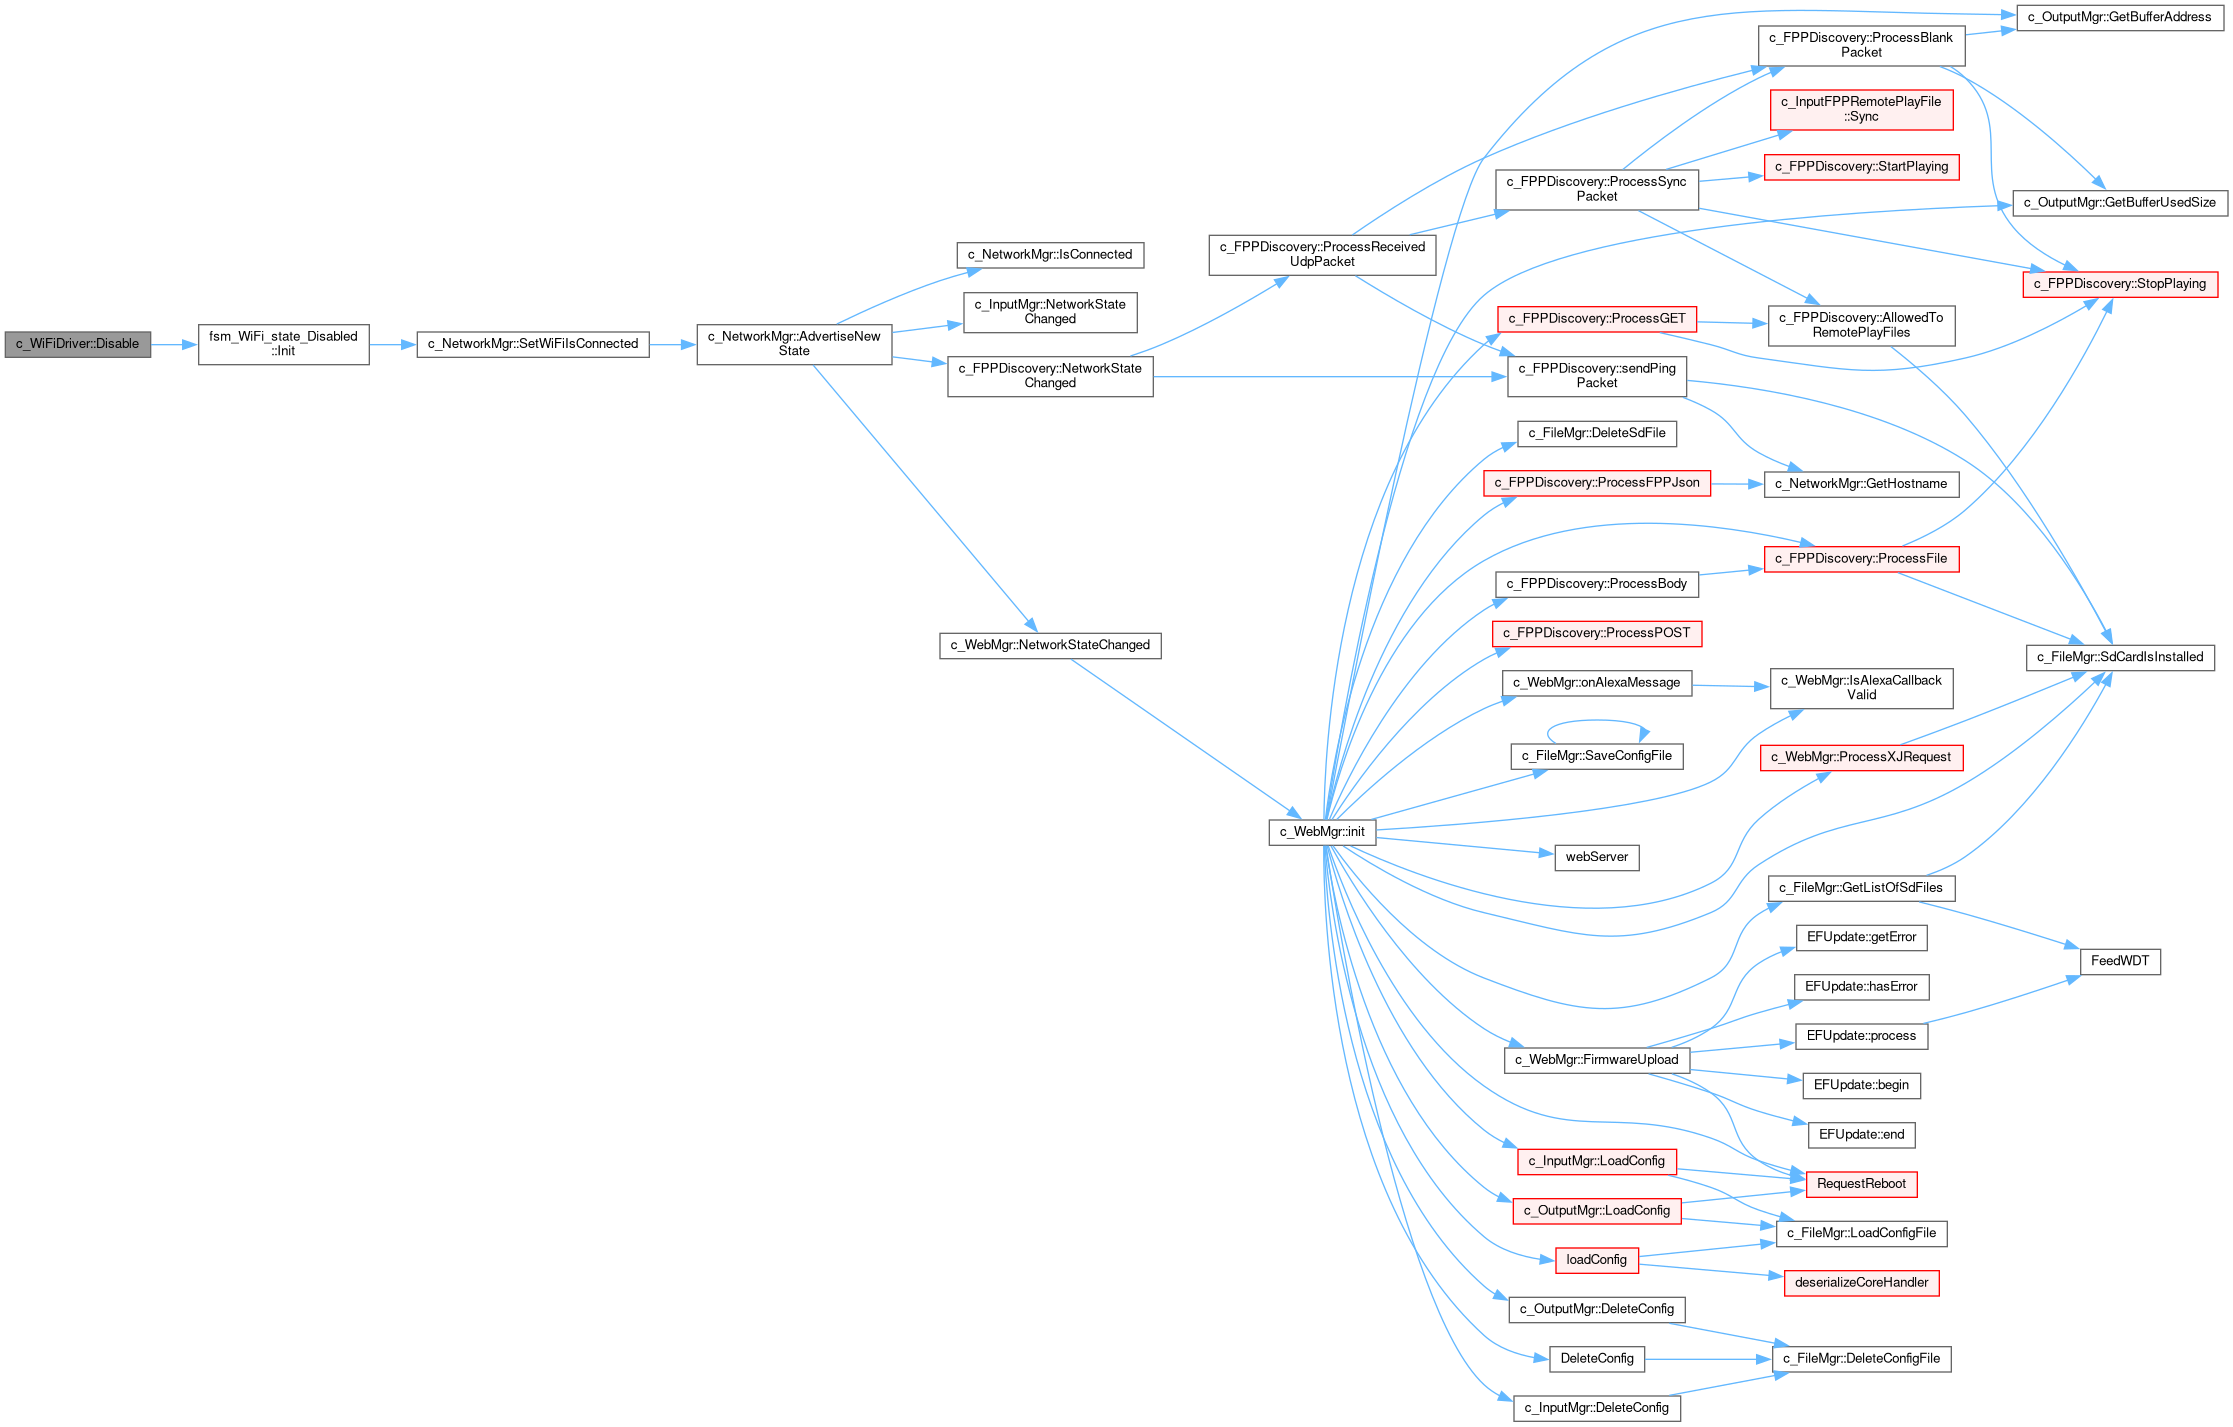 c_WiFiDriver::Disable
fsm_WiFi_state_Disabled
::Init
c_NetworkMgr::SetWiFiIsConnected
c_NetworkMgr::AdvertiseNew
State
c_NetworkMgr::IsConnected
c_InputMgr::NetworkState
Changed
c_FPPDiscovery::NetworkState
Changed
c_WebMgr::NetworkStateChanged
c_FPPDiscovery::ProcessReceived
UdpPacket
c_WebMgr::init
c_FPPDiscovery::ProcessSync
Packet
c_FPPDiscovery::ProcessGET
c_FPPDiscovery::sendPing
Packet
c_FileMgr::DeleteSdFile
c_FPPDiscovery::ProcessFPPJson
c_FPPDiscovery::ProcessBody
c_FPPDiscovery::ProcessPOST
c_WebMgr::onAlexaMessage
c_FileMgr::SaveConfigFile
webServer
c_WebMgr::FirmwareUpload
c_InputMgr::LoadConfig
c_OutputMgr::LoadConfig
loadConfig
c_OutputMgr::DeleteConfig
DeleteConfig
c_InputMgr::DeleteConfig
c_FPPDiscovery::ProcessBlank
Packet
c_InputFPPRemotePlayFile
::Sync
c_FPPDiscovery::StartPlaying
c_FPPDiscovery::AllowedTo
RemotePlayFiles
c_NetworkMgr::GetHostname
c_FPPDiscovery::ProcessFile
c_WebMgr::IsAlexaCallback
Valid
c_WebMgr::ProcessXJRequest
c_FileMgr::GetListOfSdFiles
EFUpdate::getError
EFUpdate::hasError
EFUpdate::process
EFUpdate::begin
EFUpdate::end
RequestReboot
c_FileMgr::LoadConfigFile
deserializeCoreHandler
c_FileMgr::DeleteConfigFile
c_OutputMgr::GetBufferAddress
c_OutputMgr::GetBufferUsedSize
c_FPPDiscovery::StopPlaying
c_FileMgr::SdCardIsInstalled
FeedWDT